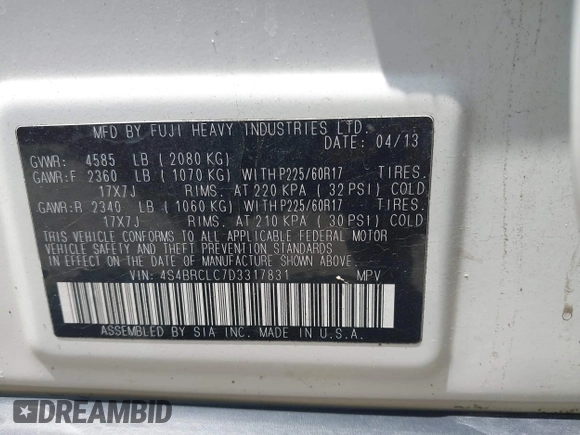 MFD BY FUJI HEAVY INDUSTRIES LTD.
DATE: 04/13
GVWR: 4585 LB (2080 KG)
GAWR:F 2360 LB (1070 KG) WITH P225/60R17 TIRES.
17X7J RIMS. AT 220 KPA (32 PSI) COLD
GAWR:R 2340 LB (1060 KG) WITH P225/60R17 TIRES.
17X7J RIMS. AT 210 KPA (30 PSI) COLD
THIS VEHICLE CONFORMS TO ALL APPLICABLE FEDERAL MOTOR
VEHICLE SAFETY AND THEFT PREVENTION STANDARDS
IN EFFECT ON THE DATE OF MANUFACTURE SHOWN ABOVE.
VIN: 4S4BRCLC7D3317831 MPV
ASSEMBLED BY SIA INC. MADE IN U.S.A.
DREAMBID